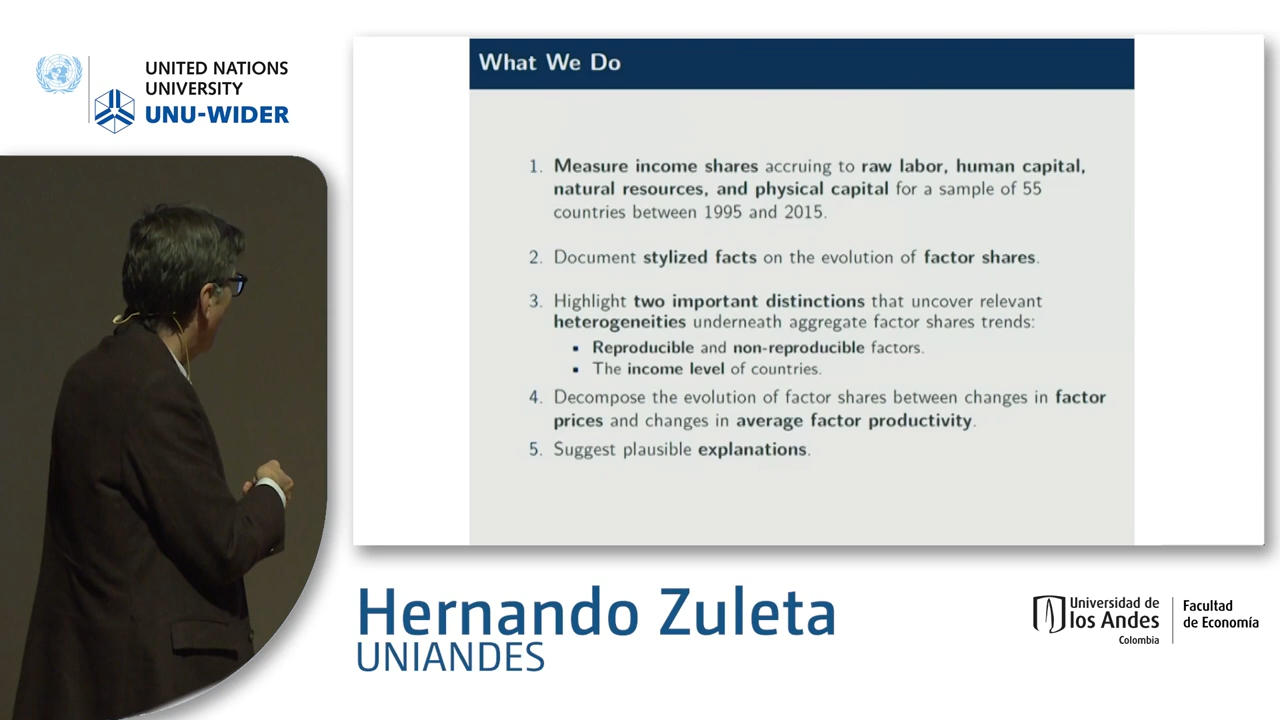 UNITED NATIONS
UNIVERSITY
UNU-WIDER
What We Do
1. Measure income shares accruing to raw labor, human capital,
natural resources, and physical capital for a sample of 55
countries between 1995 and 2015.
2. Document stylized facts on the evolution of factor shares.
3. Highlight two important distinctions that uncover relevant
heterogeneities underneath aggregate factor shares trends:
▪ Reproducible and non-reproducible factors.
▪ The income level of countries.
4. Decompose the evolution of factor shares between changes in factor
prices and changes in average factor productivity.
5. Suggest plausible explanations.
Hernando Zuleta
UNIANDES
Universidad de
los Andes
Colombia
Facultad
de Economía